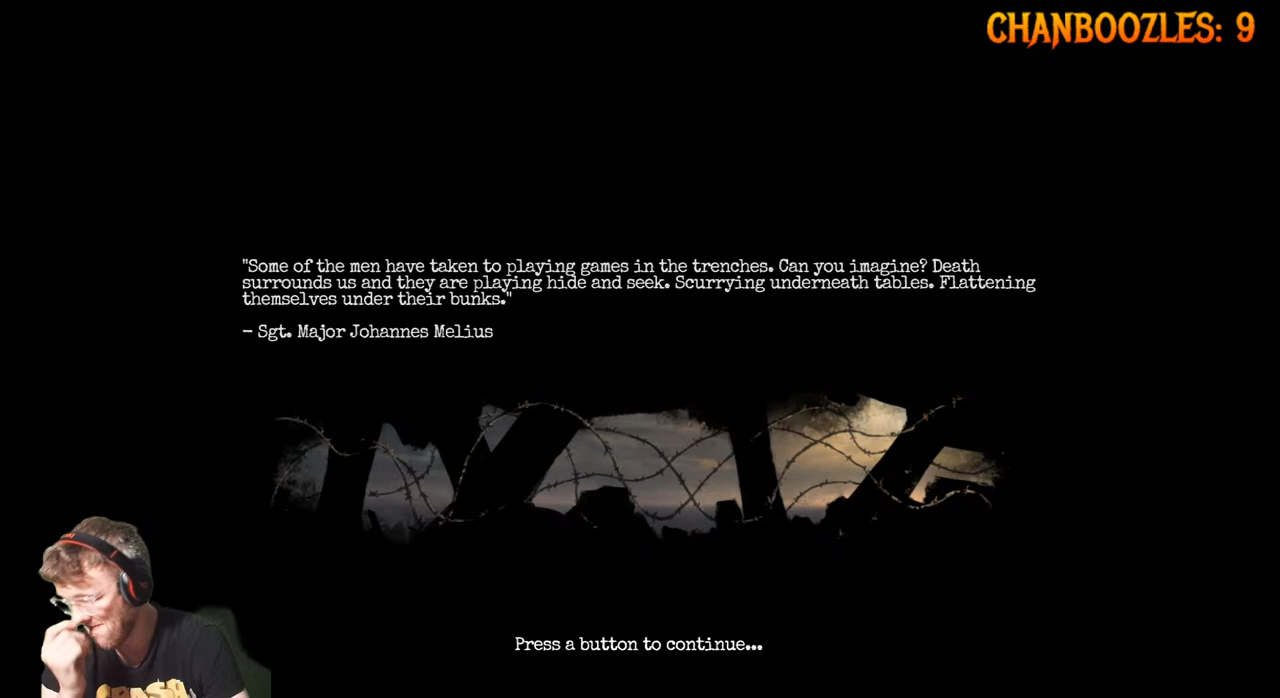 CHANBOOZLES: 9
"Some of the men have taken to playing games in the trenches. Can you imagine? Death
surrounds us and they are playing hide and seek. Scurrying underneath tables. Flattening
themselves under their bunks."
- Sgt. Major Johannes Melius
Press a button to continue...
CRASH